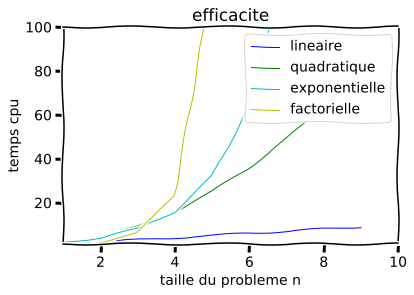 efficacite
100
80
60
40
20
temps cpu
lineaire
quadratique
exponentielle
factorielle
2 4 6 8 10
taille du probleme n